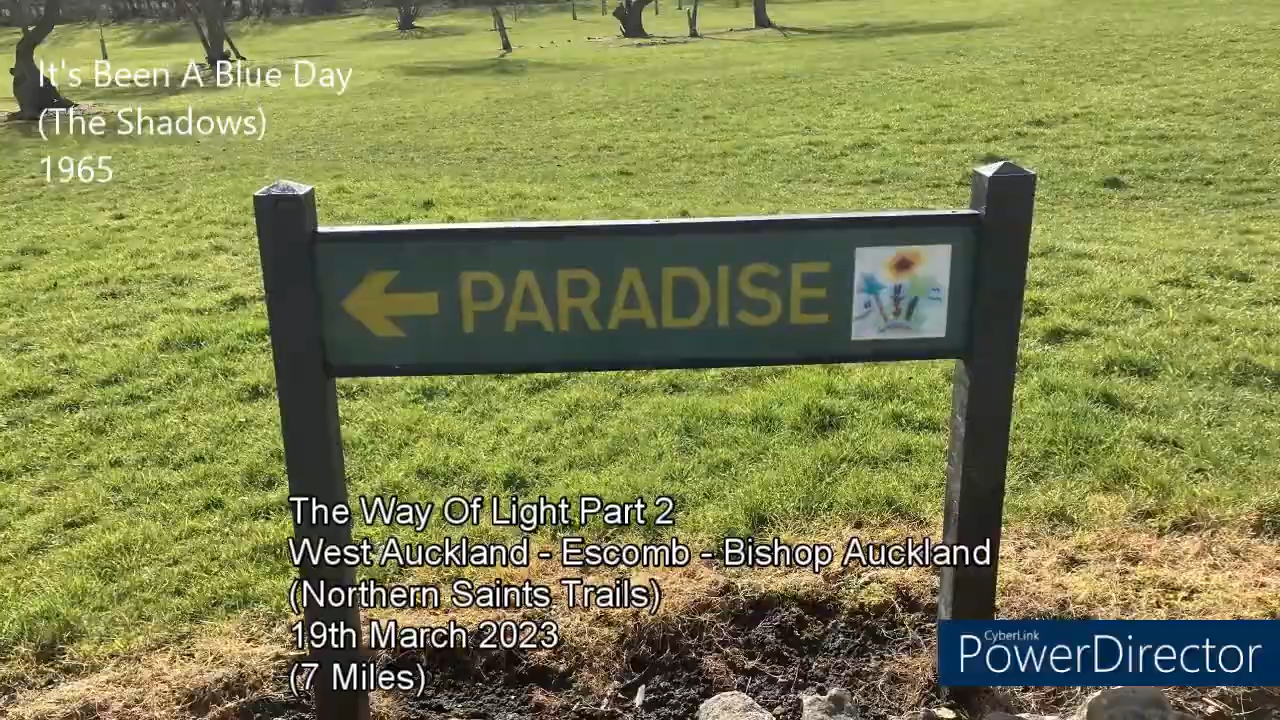 It's Been A Blue Day
(The Shadows)
1965
PARADISE
The Way Of Light Part 2
West Auckland - Escomb - Bishop Auckland
(Northern Saints Trails)
19th March 2023
(7 Miles)
CyberLink
PowerDirector